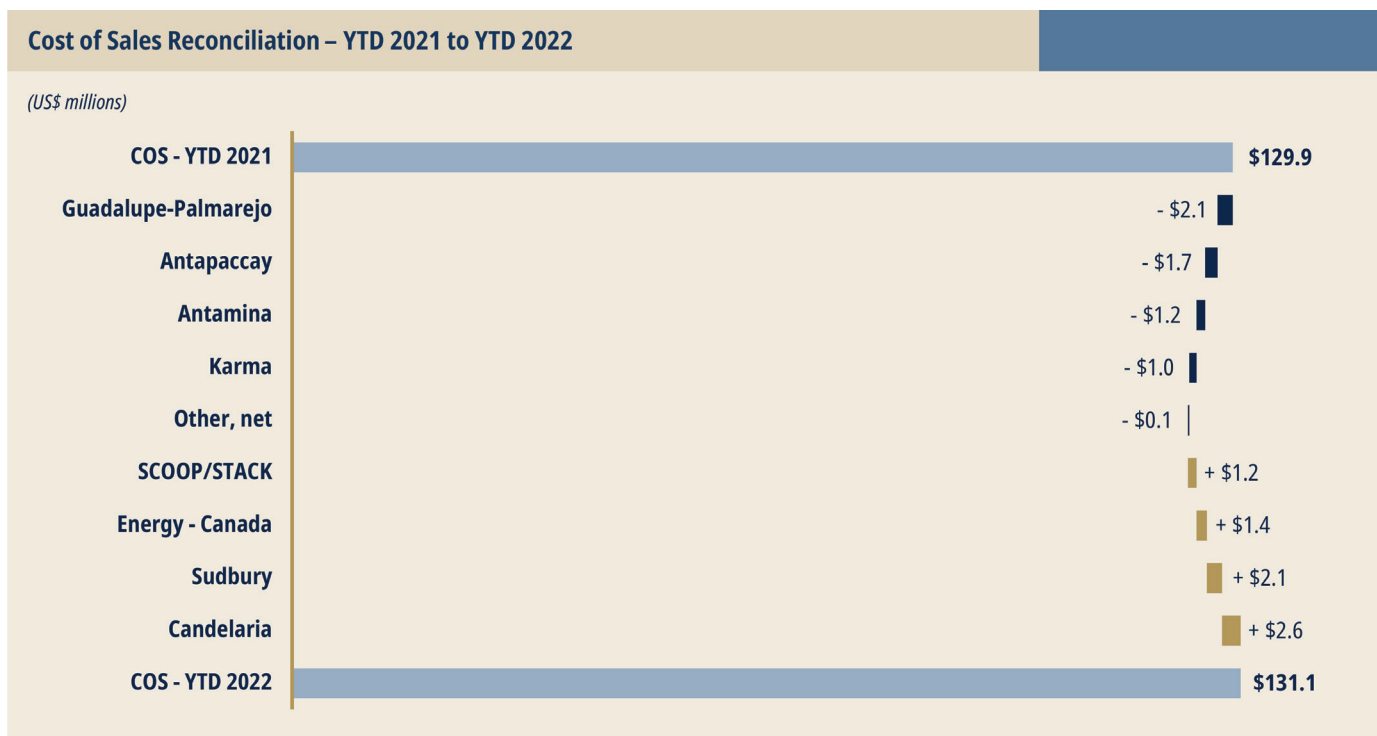 Cost of Sales Reconciliation – YTD 2021 to YTD 2022
(US$ millions)
COS - YTD 2021 $129.9
Guadalupe-Palmarejo - $2.1
Antapaccay - $1.7
Antamina - $1.2
Karma - $1.0
Other, net - $0.1
SCOOP/STACK + $1.2
Energy - Canada + $1.4
Sudbury + $2.1
Candelaria + $2.6
COS - YTD 2022 $131.1